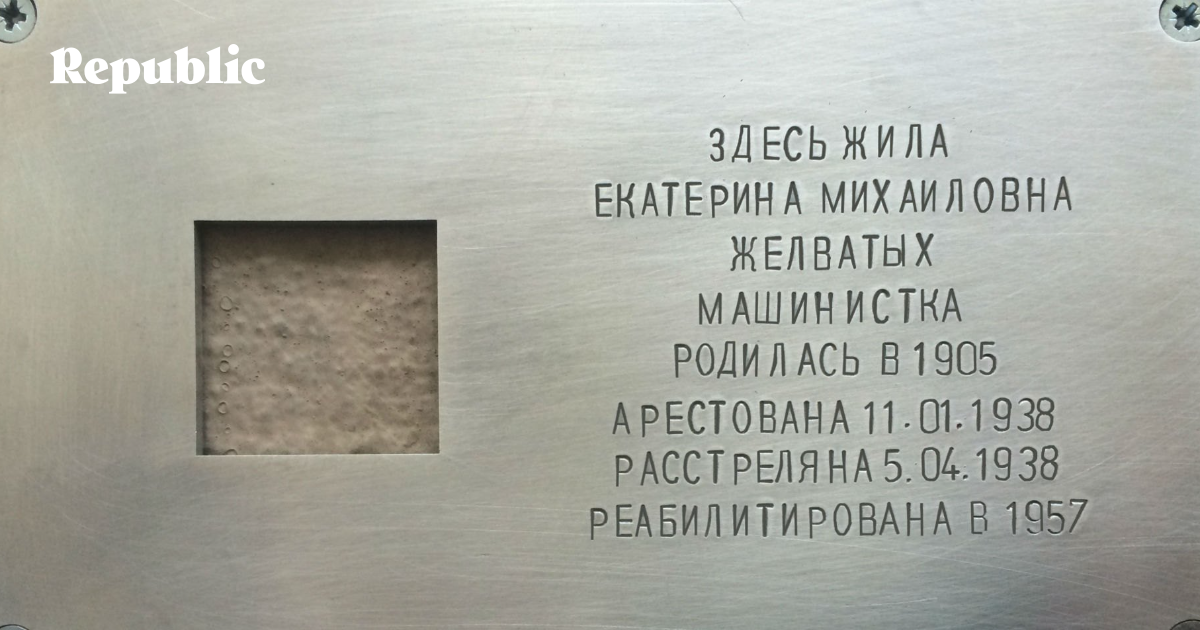 Republic
ЗДЕСЬ ЖИЛА
ЕКАТЕРИНА МИХАИЛОВНА
ЖЕЛВАТЫХ
МАШИНИСТКА
РОДИЛАСЬ В 1905
АРЕСТОВАНА 11.01.1938
РАССТРЕЛЯНА 5.04.1938
РЕАБИЛИТИРОВАНА В 1957